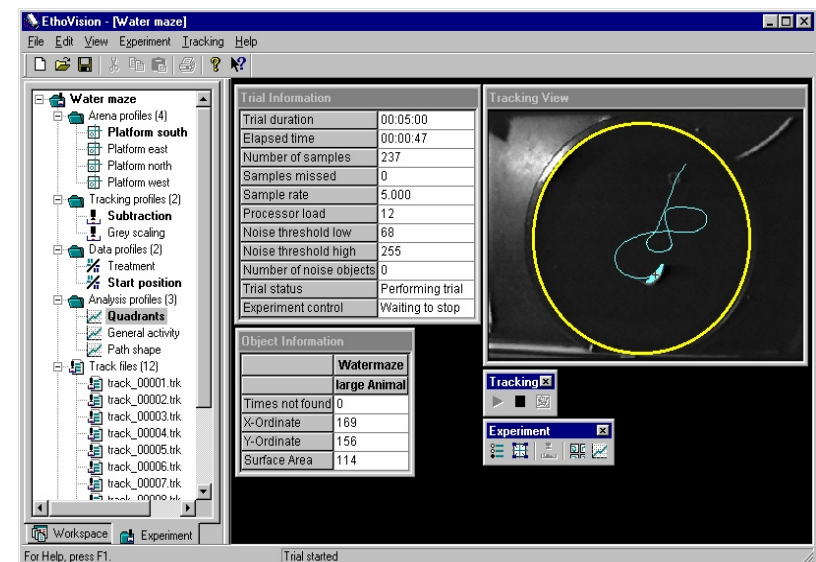 EthoVision - [Water maze]
File Edit View Experiment Tracking Help
Water maze
Arena profiles (4)
Platform south
Platform east
Platform north
Platform west
Tracking profiles (2)
Subtraction
Grey scaling
Data profiles (2)
Treatment
Start position
Analysis profiles (3)
Quadrants
General activity
Path shape
Track files (12)
track_00001.trk
track_00002.trk
track_00003.trk
track_00004.trk
track_00005.trk
track_00006.trk
track_00007.trk
track_00008.trk
Workspace Experiment
Trial Information
Trial duration 00:05:00
Elapsed time 00:00:47
Number of samples 237
Samples missed 0
Sample rate 5.000
Processor load 12
Noise threshold low 68
Noise threshold high 255
Number of noise objects 0
Trial status Performing trial
Experiment control Waiting to stop
Object Information
Watermaze
large Animal
Times not found 0
X-Ordinate 169
Y-Ordinate 156
Surface Area 114
Tracking View
Tracking
Experiment
For Help, press F1. Trial started